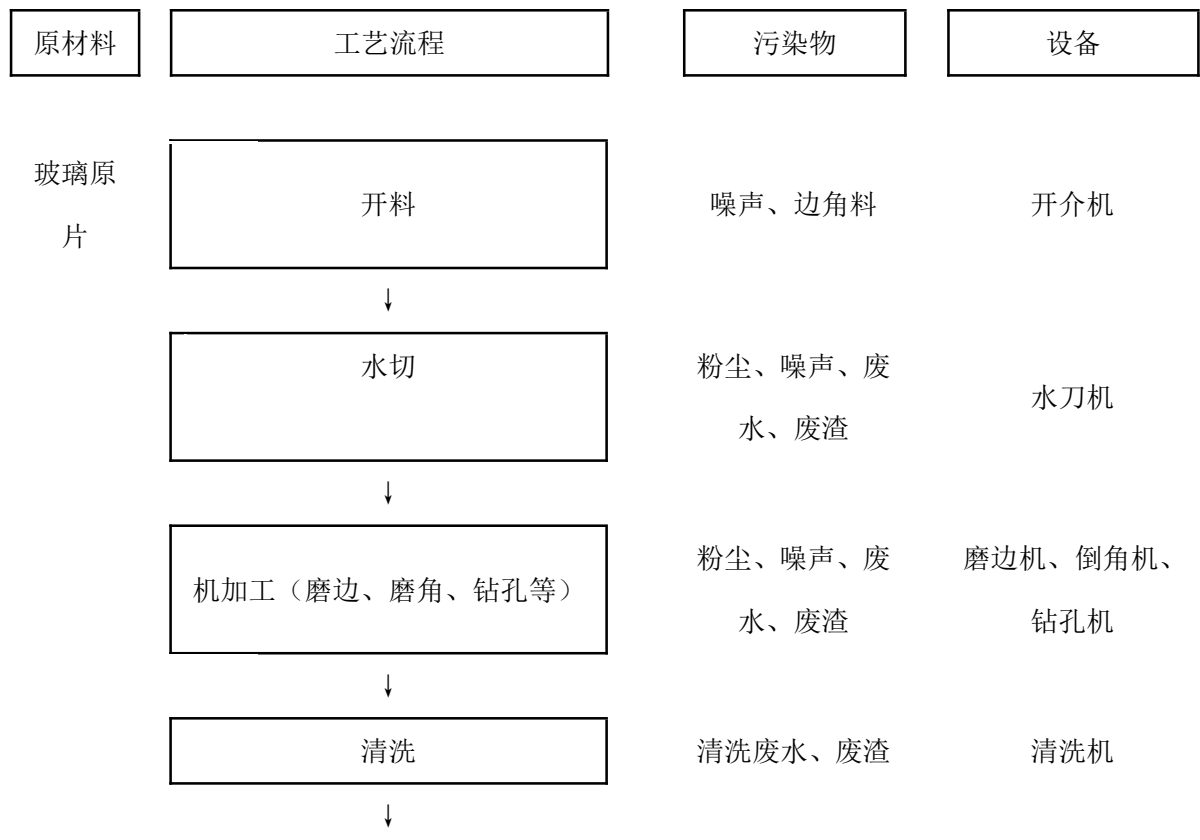 原材料 工艺流程 污染物 设备
玻璃原
片
开料
噪声、边角料
开介机
↓
水切
粉尘、噪声、废
水、废渣
水刀机
↓
机加工（磨边、磨角、钻孔等）
粉尘、噪声、废
水、废渣
磨边机、倒角机、
钻孔机
↓
清洗
清洗废水、废渣
清洗机
↓